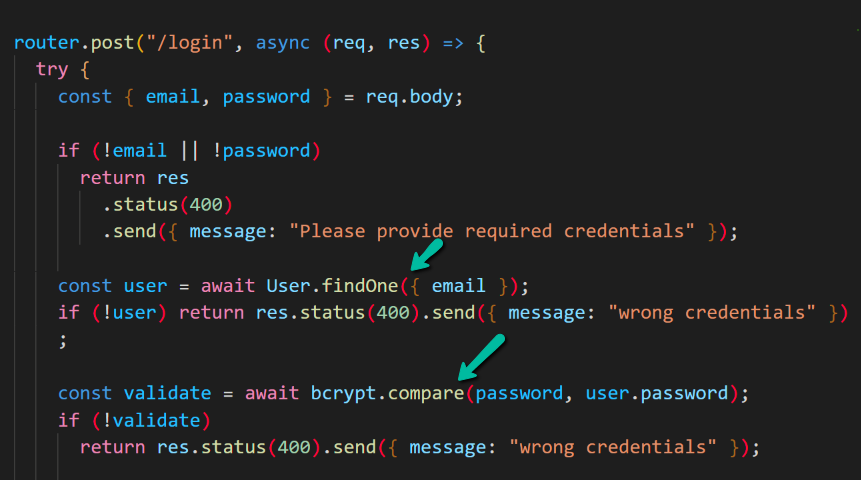 router.post("/login", async (req, res) => {
try {
const { email, password } = req.body;
if (!email || !password)
return res
.status(400)
.send({ message: "Please provide required credentials" });
const user = await User.findOne({ email });
if (!user) return res.status(400).send({ message: "wrong credentials" })
;
const validate = await bcrypt.compare(password, user.password);
if (!validate)
return res.status(400).send({ message: "wrong credentials" });